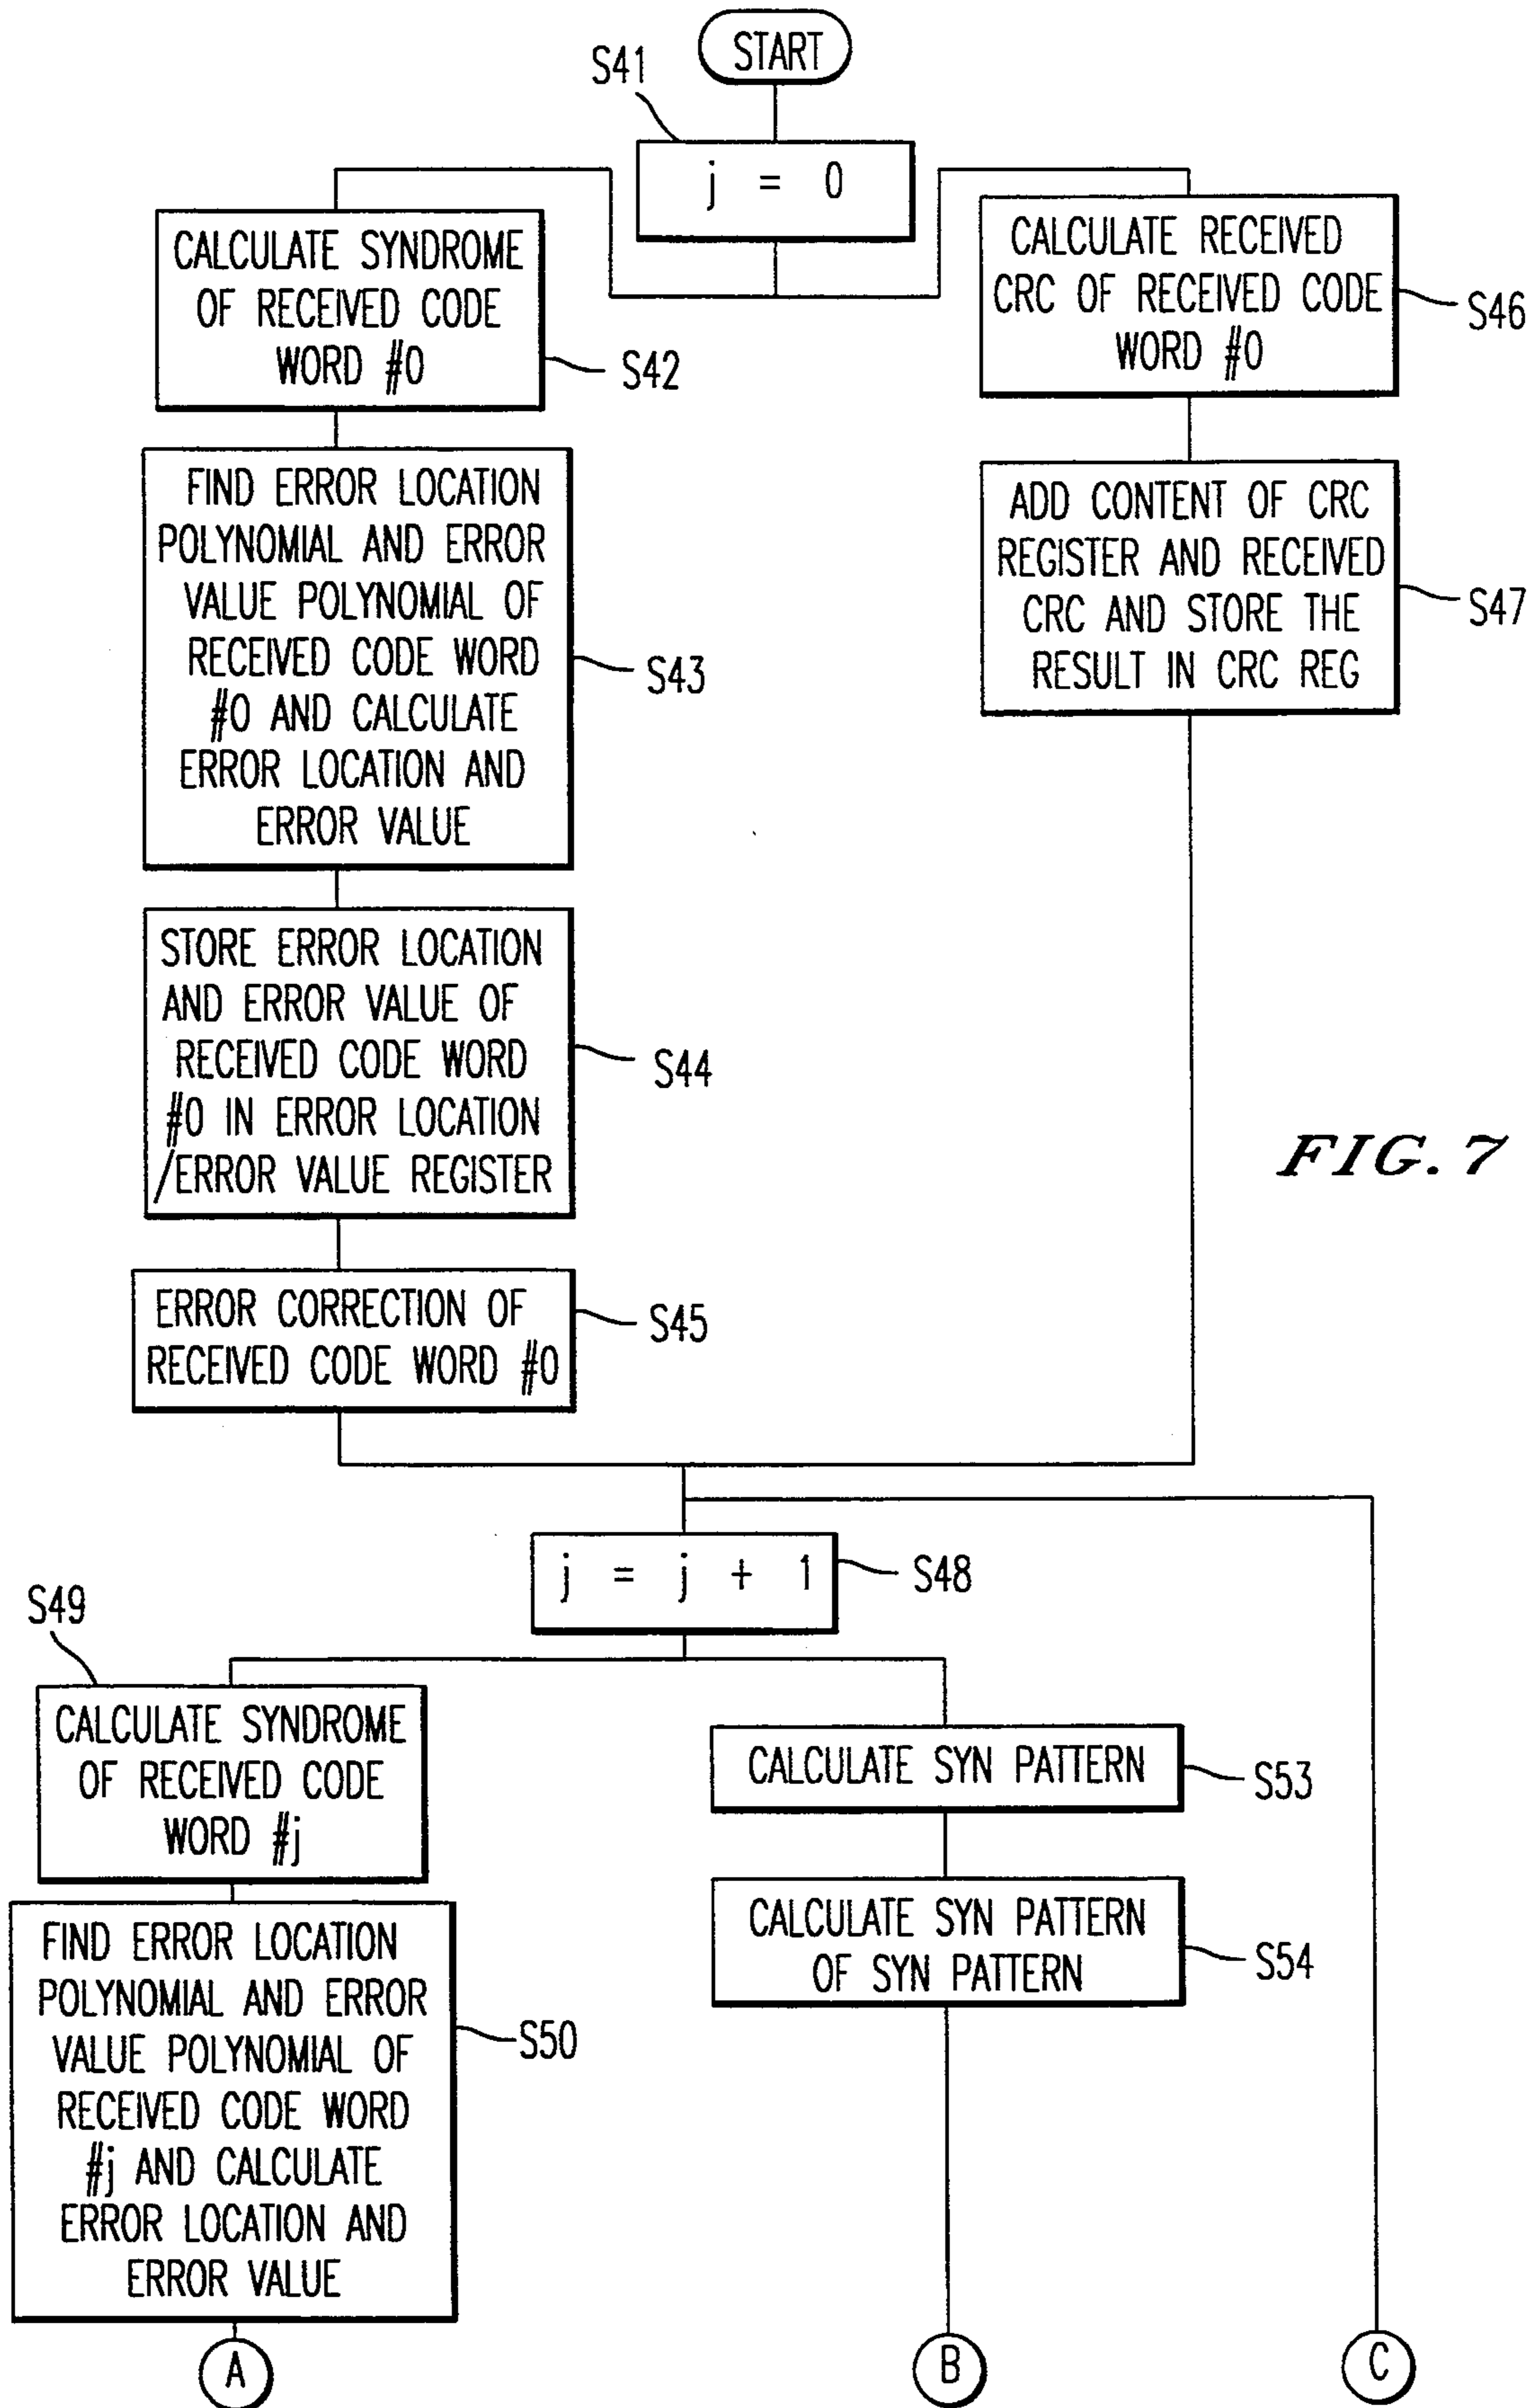 START
S41
j = 0
CALCULATE SYNDROME
OF RECEIVED CODE
WORD #0
S42
CALCULATE RECEIVED
CRC OF RECEIVED CODE
WORD #0
S46
FIND ERROR LOCATION
POLYNOMIAL AND ERROR
VALUE POLYNOMIAL OF
RECEIVED CODE WORD
#0 AND CALCULATE
ERROR LOCATION AND
ERROR VALUE
S43
ADD CONTENT OF CRC
REGISTER AND RECEIVED
CRC AND STORE THE
RESULT IN CRC REG
S47
STORE ERROR LOCATION
AND ERROR VALUE OF
RECEIVED CODE WORD
#0 IN ERROR LOCATION
/ERROR VALUE REGISTER
S44
FIG. 7
ERROR CORRECTION OF
RECEIVED CODE WORD #0
S45
j = j + 1
S48
S49
CALCULATE SYNDROME
OF RECEIVED CODE
WORD #j
CALCULATE SYN PATTERN
S53
CALCULATE SYN PATTERN
OF SYN PATTERN
S54
FIND ERROR LOCATION
POLYNOMIAL AND ERROR
VALUE POLYNOMIAL OF
RECEIVED CODE WORD
#j AND CALCULATE
ERROR LOCATION AND
ERROR VALUE
S50
A
B
C